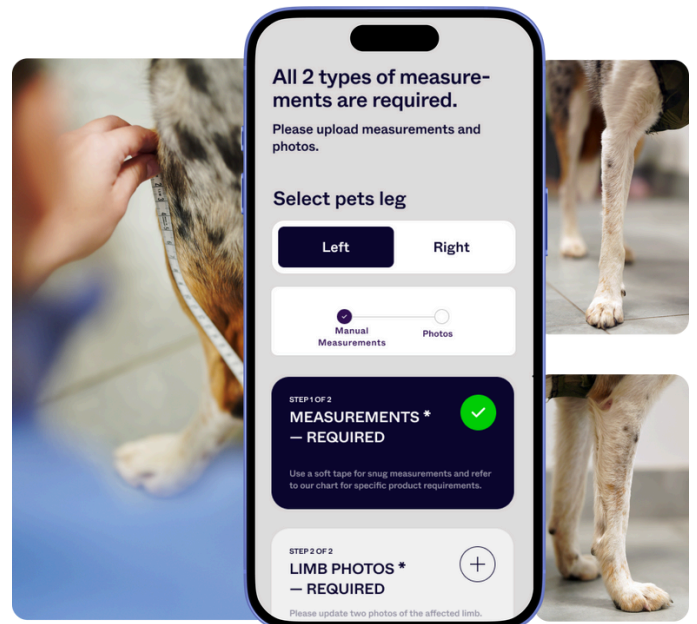 All 2 types of measure-
ments are required.
Please upload measurements and
photos.
Select pets leg
Left
Right
Manual
Measurements
Photos
STEP 1 OF 2
MEASUREMENTS *
— REQUIRED
Use a soft tape for snug measurements and refer
to our chart for specific product requirements.
STEP 2 OF 2
LIMB PHOTOS *
— REQUIRED
Please update two photos of the affected limb.